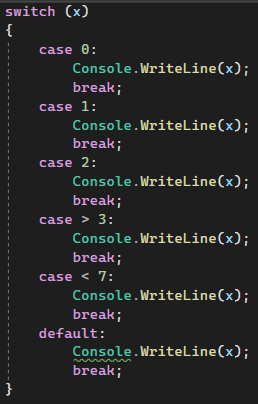 switch (x)
{
    case 0:
        Console.WriteLine(x);
        break;
    case 1:
        Console.WriteLine(x);
        break;
    case 2:
        Console.WriteLine(x);
        break;
    case > 3:
        Console.WriteLine(x);
        break;
    case < 7:
        Console.WriteLine(x);
        break;
    default:
        Console.WriteLine(x);
        break;
}